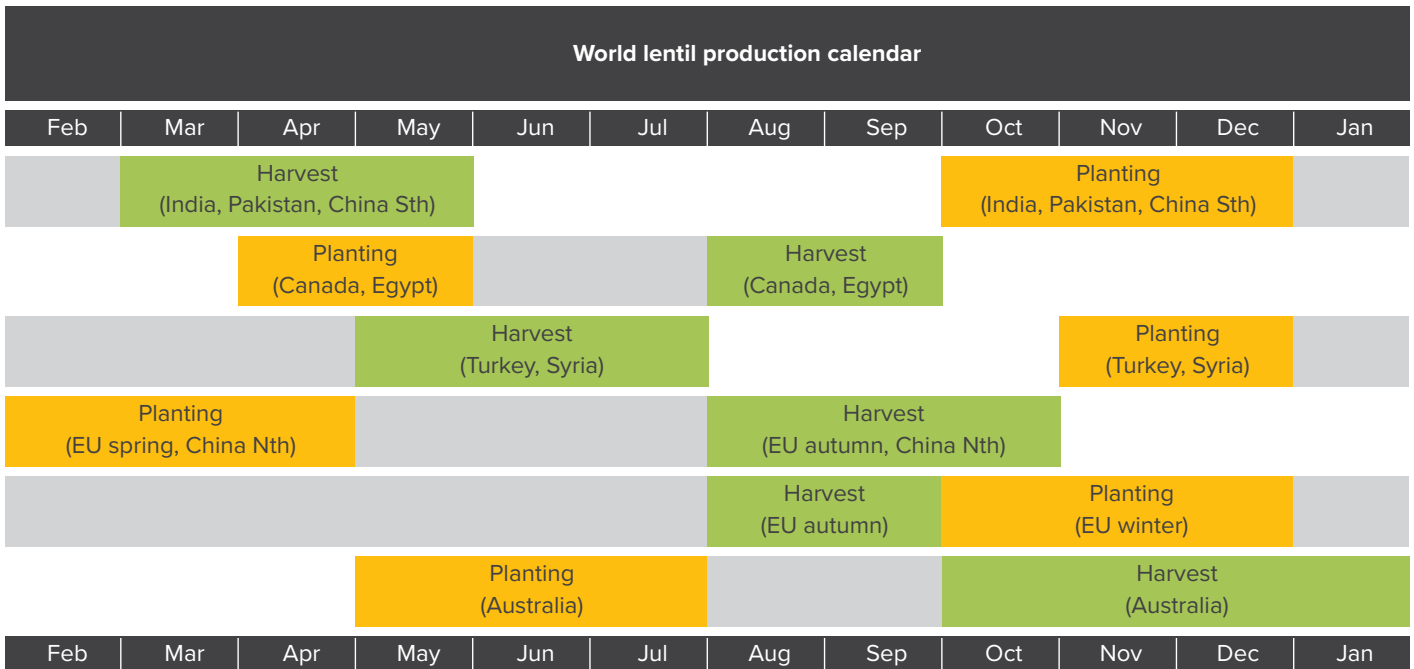 World lentil production calendar
Feb Mar Apr May Jun Jul Aug Sep Oct Nov Dec Jan
Harvest
(India, Pakistan, China Sth)
Planting
(India, Pakistan, China Sth)
Planting
(Canada, Egypt)
Harvest
(Canada, Egypt)
Harvest
(Turkey, Syria)
Planting
(Turkey, Syria)
Planting
(EU spring, China Nth)
Harvest
(EU autumn, China Nth)
Harvest
(EU autumn)
Planting
(EU winter)
Planting
(Australia)
Harvest
(Australia)
Feb Mar Apr May Jun Jul Aug Sep Oct Nov Dec Jan